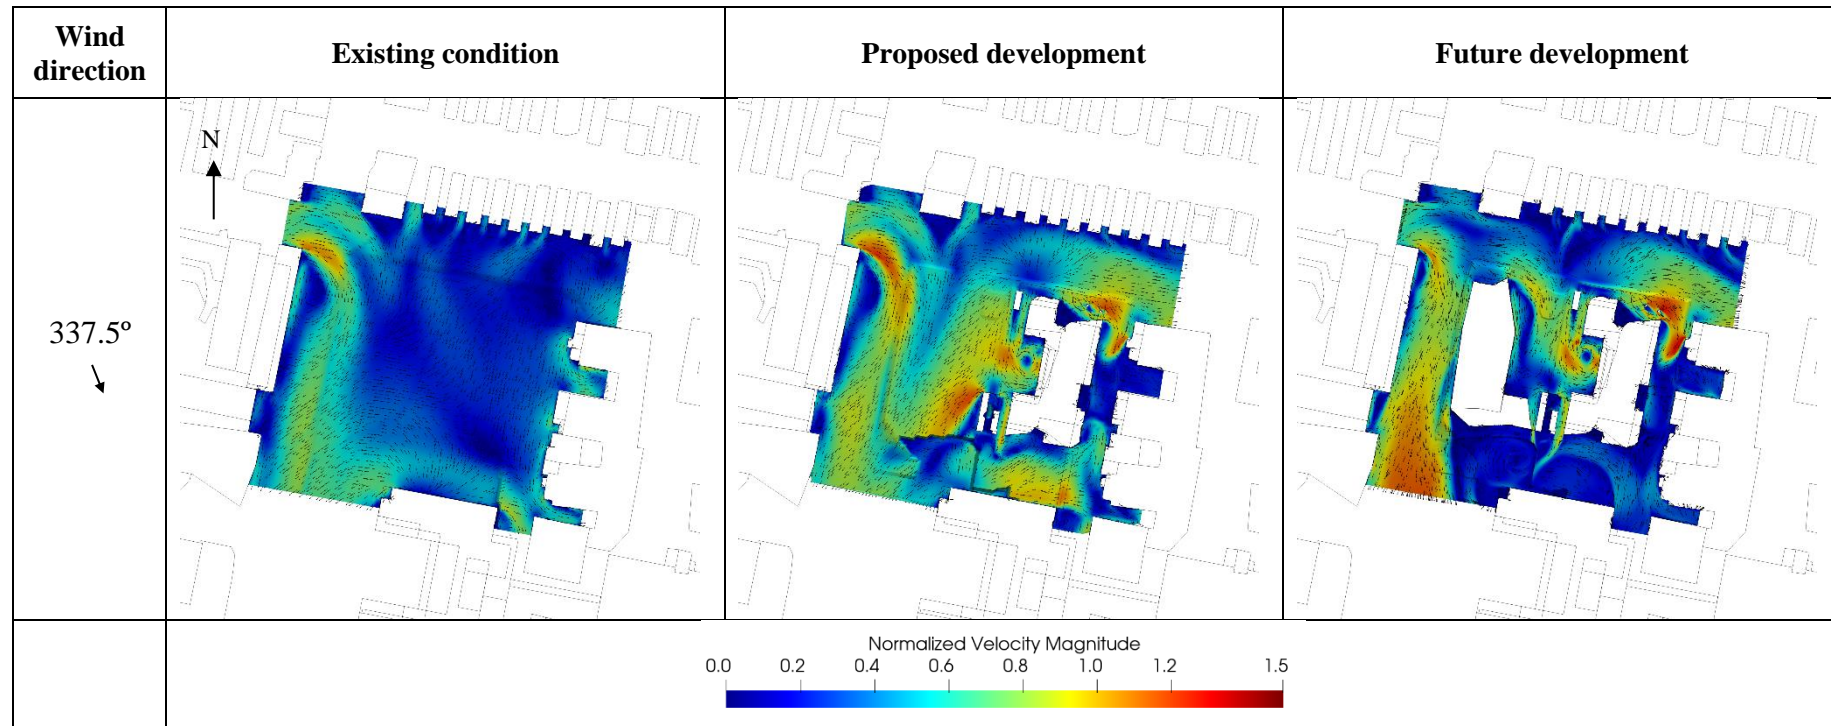 Wind
direction
Existing condition
Proposed development
Future development
N
337.5º
Normalized Velocity Magnitude
0.0 0.2 0.4 0.6 0.8 1.0 1.2 1.5